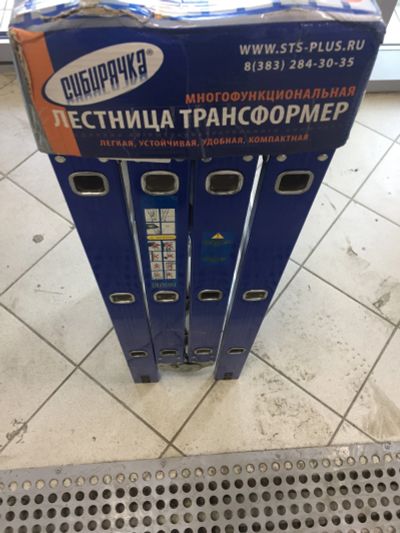 СИБИРЯЧКА®
WWW.STS-PLUS.RU
8(383) 284-30-35
МНОГОФУНКЦИОНАЛЬНАЯ
ЛЕСТНИЦА ТРАНСФОРМЕР
ЛЕГКАЯ, УСТОЙЧИВАЯ, УДОБНАЯ, КОМПАКТНАЯ